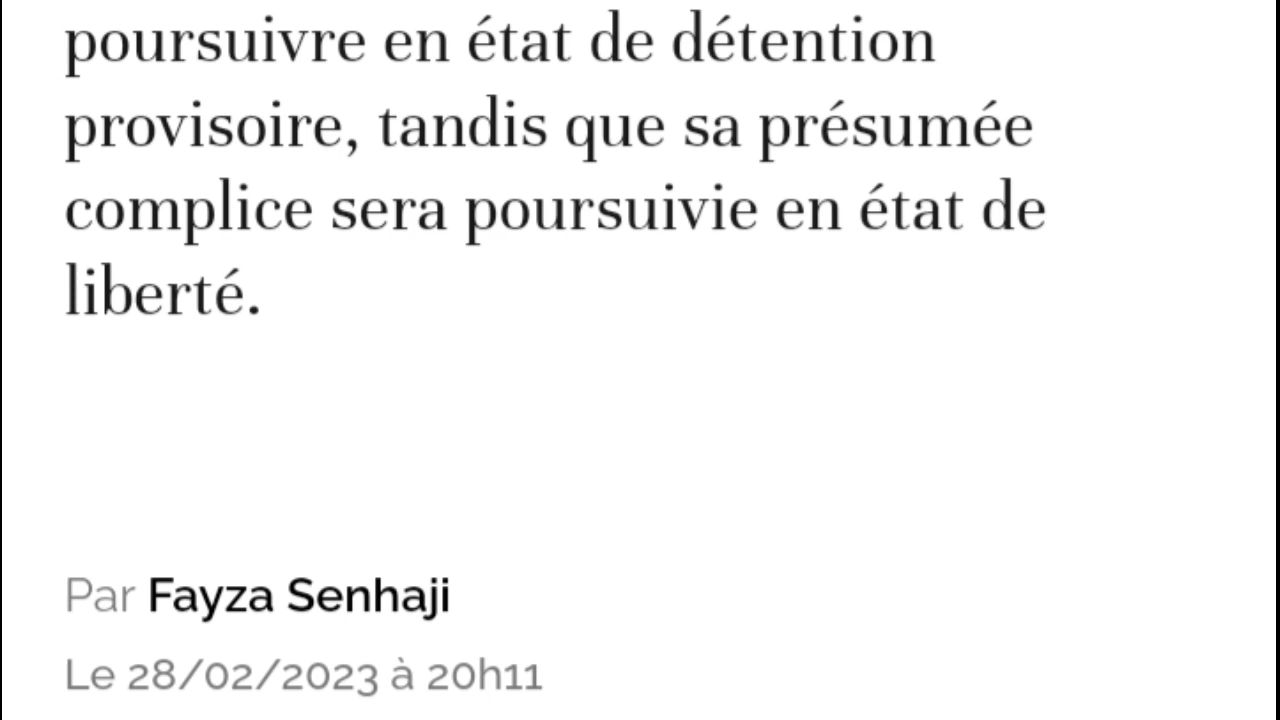 poursuivre en état de détention
provisoire, tandis que sa présumée
complice sera poursuivie en état de
liberté.
Par Fayza Senhaji
Le 28/02/2023 à 20h11